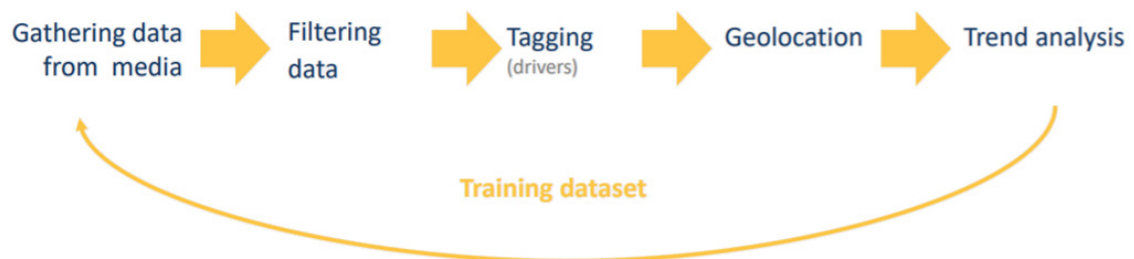 Gathering data
from media
Filtering
data
Tagging
(drivers)
Geolocation
Trend analysis
Training dataset